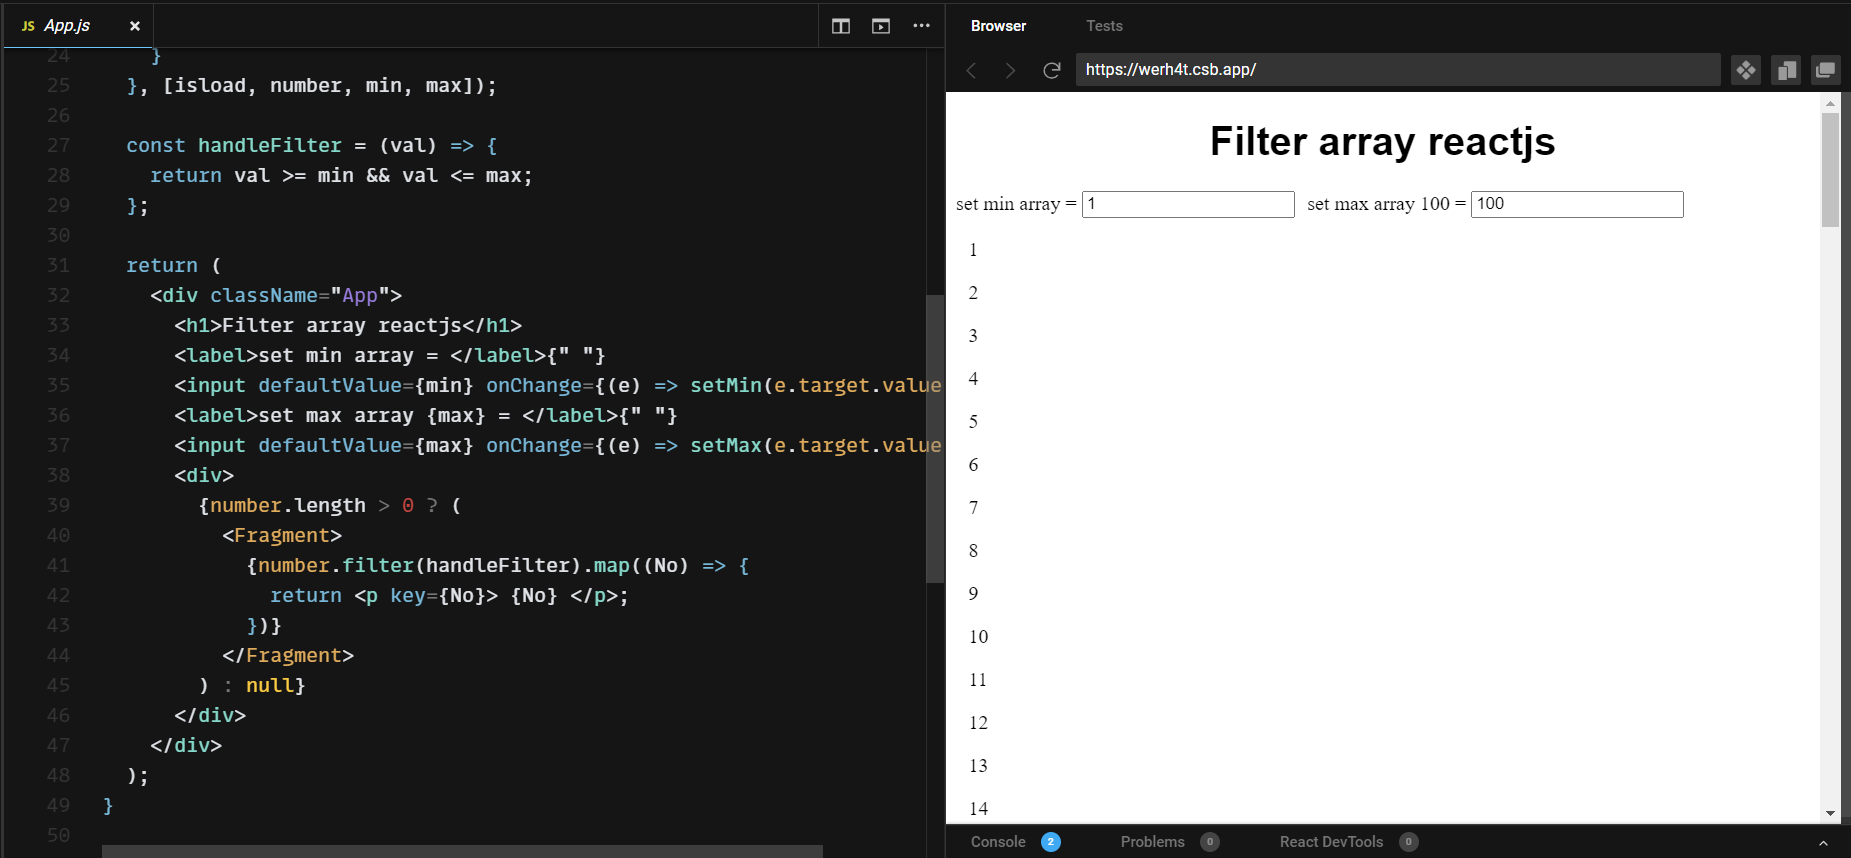 JS App.js ×
24 }
25 }, [isload, number, min, max]);
26
27 const handleFilter = (val) => {
28 return val >= min && val <= max;
29 };
30
31 return (
32 <div className="App">
33 <h1>Filter array reactjs</h1>
34 <label>set min array = </label>{" "}
35 <input defaultValue={min} onChange={(e) => setMin(e.target.value
36 <label>set max array {max} = </label>{" "}
37 <input defaultValue={max} onChange={(e) => setMax(e.target.value
38 <div>
39 {number.length > 0 ? (
40 <Fragment>
41 {number.filter(handleFilter).map((No) => {
42 return <p key={No}> {No} </p>;
43 })}
44 </Fragment>
45 ) : null}
46 </div>
47 </div>
48 );
49 }
50
Browser Tests
https://werh4t.csb.app/
Filter array reactjs
set min array = 1 set max array 100 = 100
1
2
3
4
5
6
7
8
9
10
11
12
13
14
Console 2 Problems 0 React DevTools 0